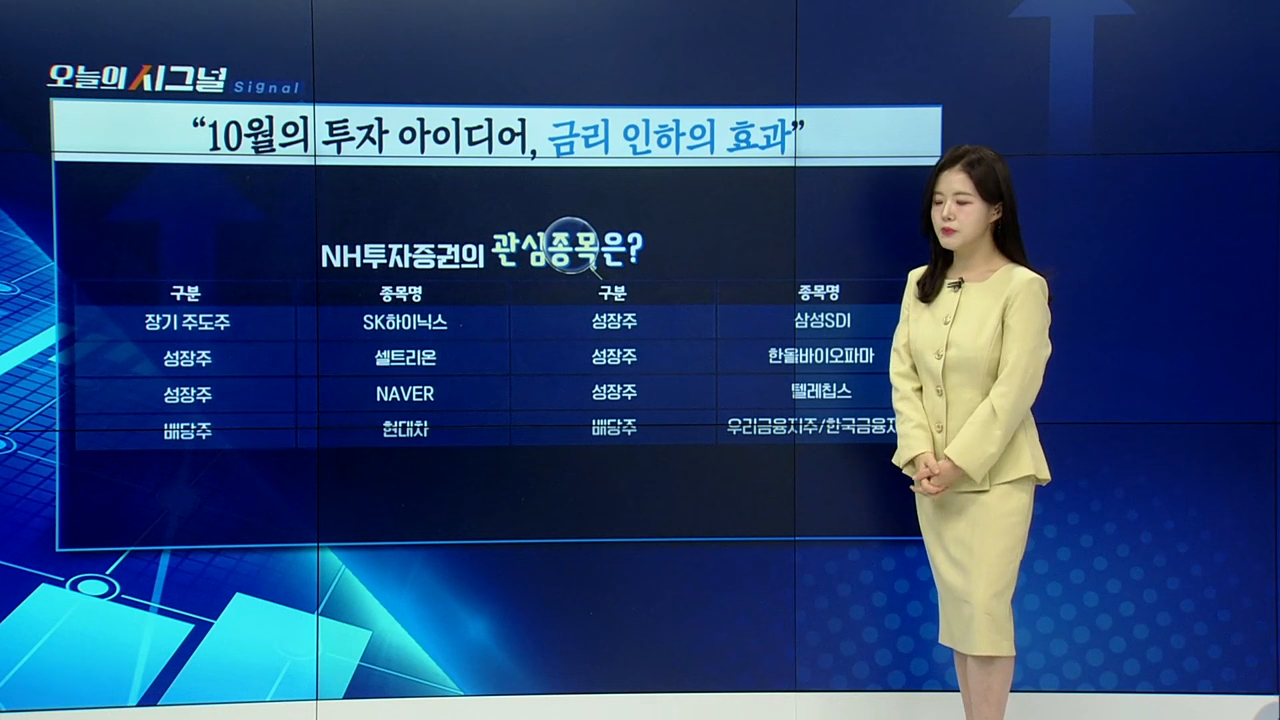 오늘의 시그널 Signal
“10월의 투자 아이디어, 금리 인하의 효과”
NH투자증권의 관심종목은?
구분 종목명 구분 종목명
장기 주도주 SK하이닉스 성장주 삼성SDI
성장주 셀트리온 성장주 한올바이오파마
성장주 NAVER 성장주 텔레칩스
배당주 현대차 배당주 우리금융지주/한국금융지